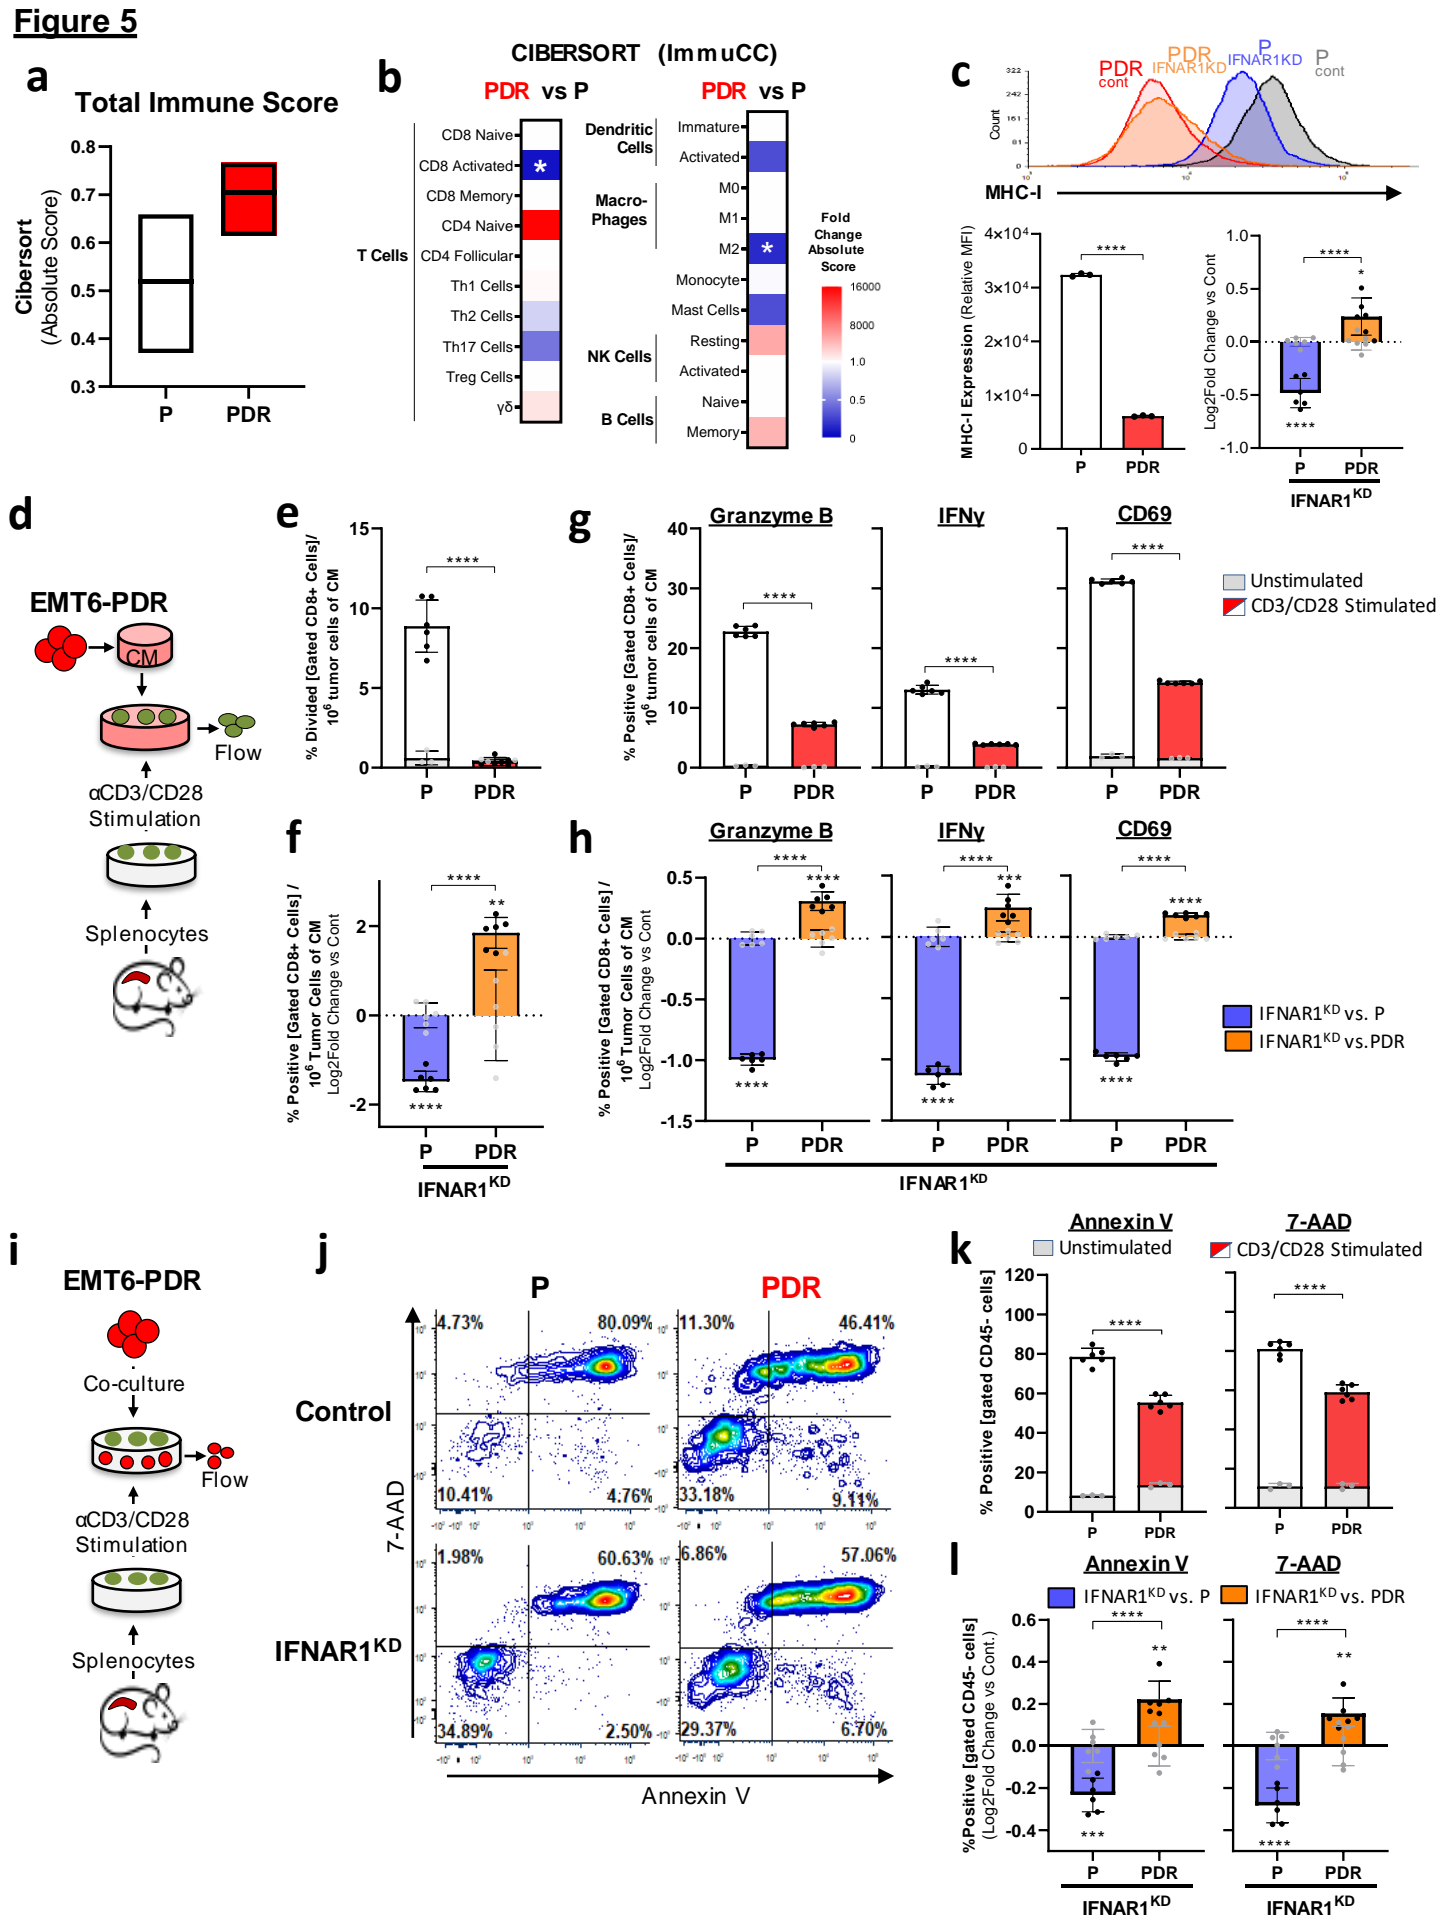 Figure 5
a
Total Immune Score
Cibersort
(Absolute Score)
0.8
0.7
0.6
0.5
0.4
0.3
P
PDR
b
CIBERSORT (ImmuCC)
PDR vs P
PDR vs P
T Cells
CD8 Naive
CD8 Activated
*
CD8 Memory
CD4 Naive
CD4 Follicular
Th1 Cells
Th2 Cells
Th17 Cells
Treg Cells
γδ
Dendritic
Cells
Immature
Activated
Macro-
Phages
M0
M1
M2
*
Monocyte
Mast Cells
NK Cells
Resting
Activated
B Cells
Naive
Memory
Fold
Change
Absolute
Score
16000
8000
1.0
0.5
0
c
PDR
cont
PDR
IFNAR1KD
P
IFNAR1KD
P
cont
Count
322
242
161
81
0
MHC-I
MHC-I Expression (Relative MFI)
4×10⁴
3×10⁴
2×10⁴
1×10⁴
0
****
P
PDR
Log2Fold Change vs Cont
1.0
0.5
0.0
-0.5
-1.0
****
*
****
P
PDR
IFNAR1KD
d
EMT6-PDR
CM
Flow
αCD3/CD28
Stimulation
Splenocytes
e
% Divided [Gated CD8+ Cells]/
10⁶ tumor cells of CM
15
10
5
0
****
P
PDR
f
% Positive [Gated CD8+ Cells] /
10⁶ Tumor Cells of CM
Log2Fold Change vs Cont
2
0
-2
****
**
****
P
PDR
IFNAR1KD
g
Granzyme B
IFNγ
CD69
% Positive [Gated CD8+ Cells]/
10⁶ tumor cells of CM
40
30
20
10
0
****
****
****
P
PDR
P
PDR
P
PDR
Unstimulated
CD3/CD28 Stimulated
h
Granzyme B
IFNγ
CD69
% Positive [Gated CD8+ Cells]/
10⁶ Tumor Cells of CM
Log2Fold Change vs Cont
0.5
0.0
-0.5
-1.0
-1.5
****
****
****
****
***
****
****
****
****
P
PDR
P
PDR
P
PDR
IFNAR1KD
IFNAR1KD vs. P
IFNAR1KD vs.PDR
i
EMT6-PDR
Co-culture
Flow
αCD3/CD28
Stimulation
Splenocytes
j
P
PDR
Control
IFNAR1KD
7-AAD
Annexin V
4.73%
80.09%
10.41%
4.76%
11.30%
46.41%
33.18%
9.11%
1.98%
60.63%
34.89%
2.50%
6.86%
57.06%
29.37%
6.70%
k
Annexin V
7-AAD
Unstimulated
CD3/CD28 Stimulated
% Positive [gated CD45- cells]
120
100
80
60
40
20
0
****
****
P
PDR
P
PDR
l
Annexin V
7-AAD
IFNAR1KD vs. P
IFNAR1KD vs. PDR
%Positive [gated CD45- cells]
(Log2Fold Change vs Cont.)
0.6
0.4
0.2
0.0
-0.2
-0.4
****
**
***
****
**
****
P
PDR
P
PDR
IFNAR1KD
IFNAR1KD